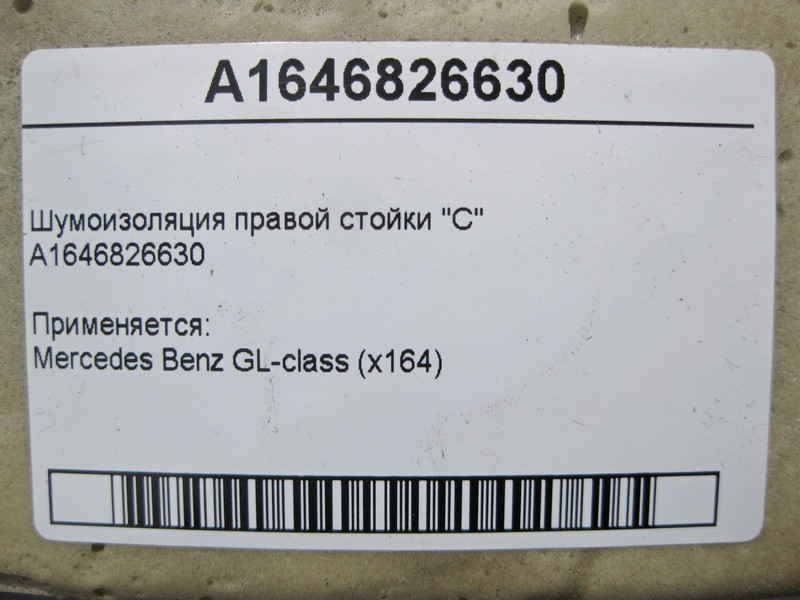 A1646826630
Шумоизоляция правой стойки "С"
A1646826630
Применяется:
Mercedes Benz GL-class (x164)